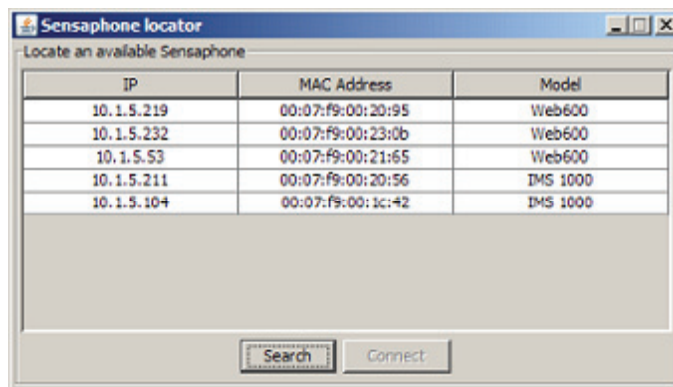 Sensaphone locator
Locate an available Sensaphone
IP MAC Address Model
10.1.5.219 00:07:f9:00:20:95 Web600
10.1.5.232 00:07:f9:00:23:0b Web600
10.1.5.53 00:07:f9:00:21:65 Web600
10.1.5.211 00:07:f9:00:20:56 IMS 1000
10.1.5.104 00:07:f9:00:1c:42 IMS 1000
Search Connect